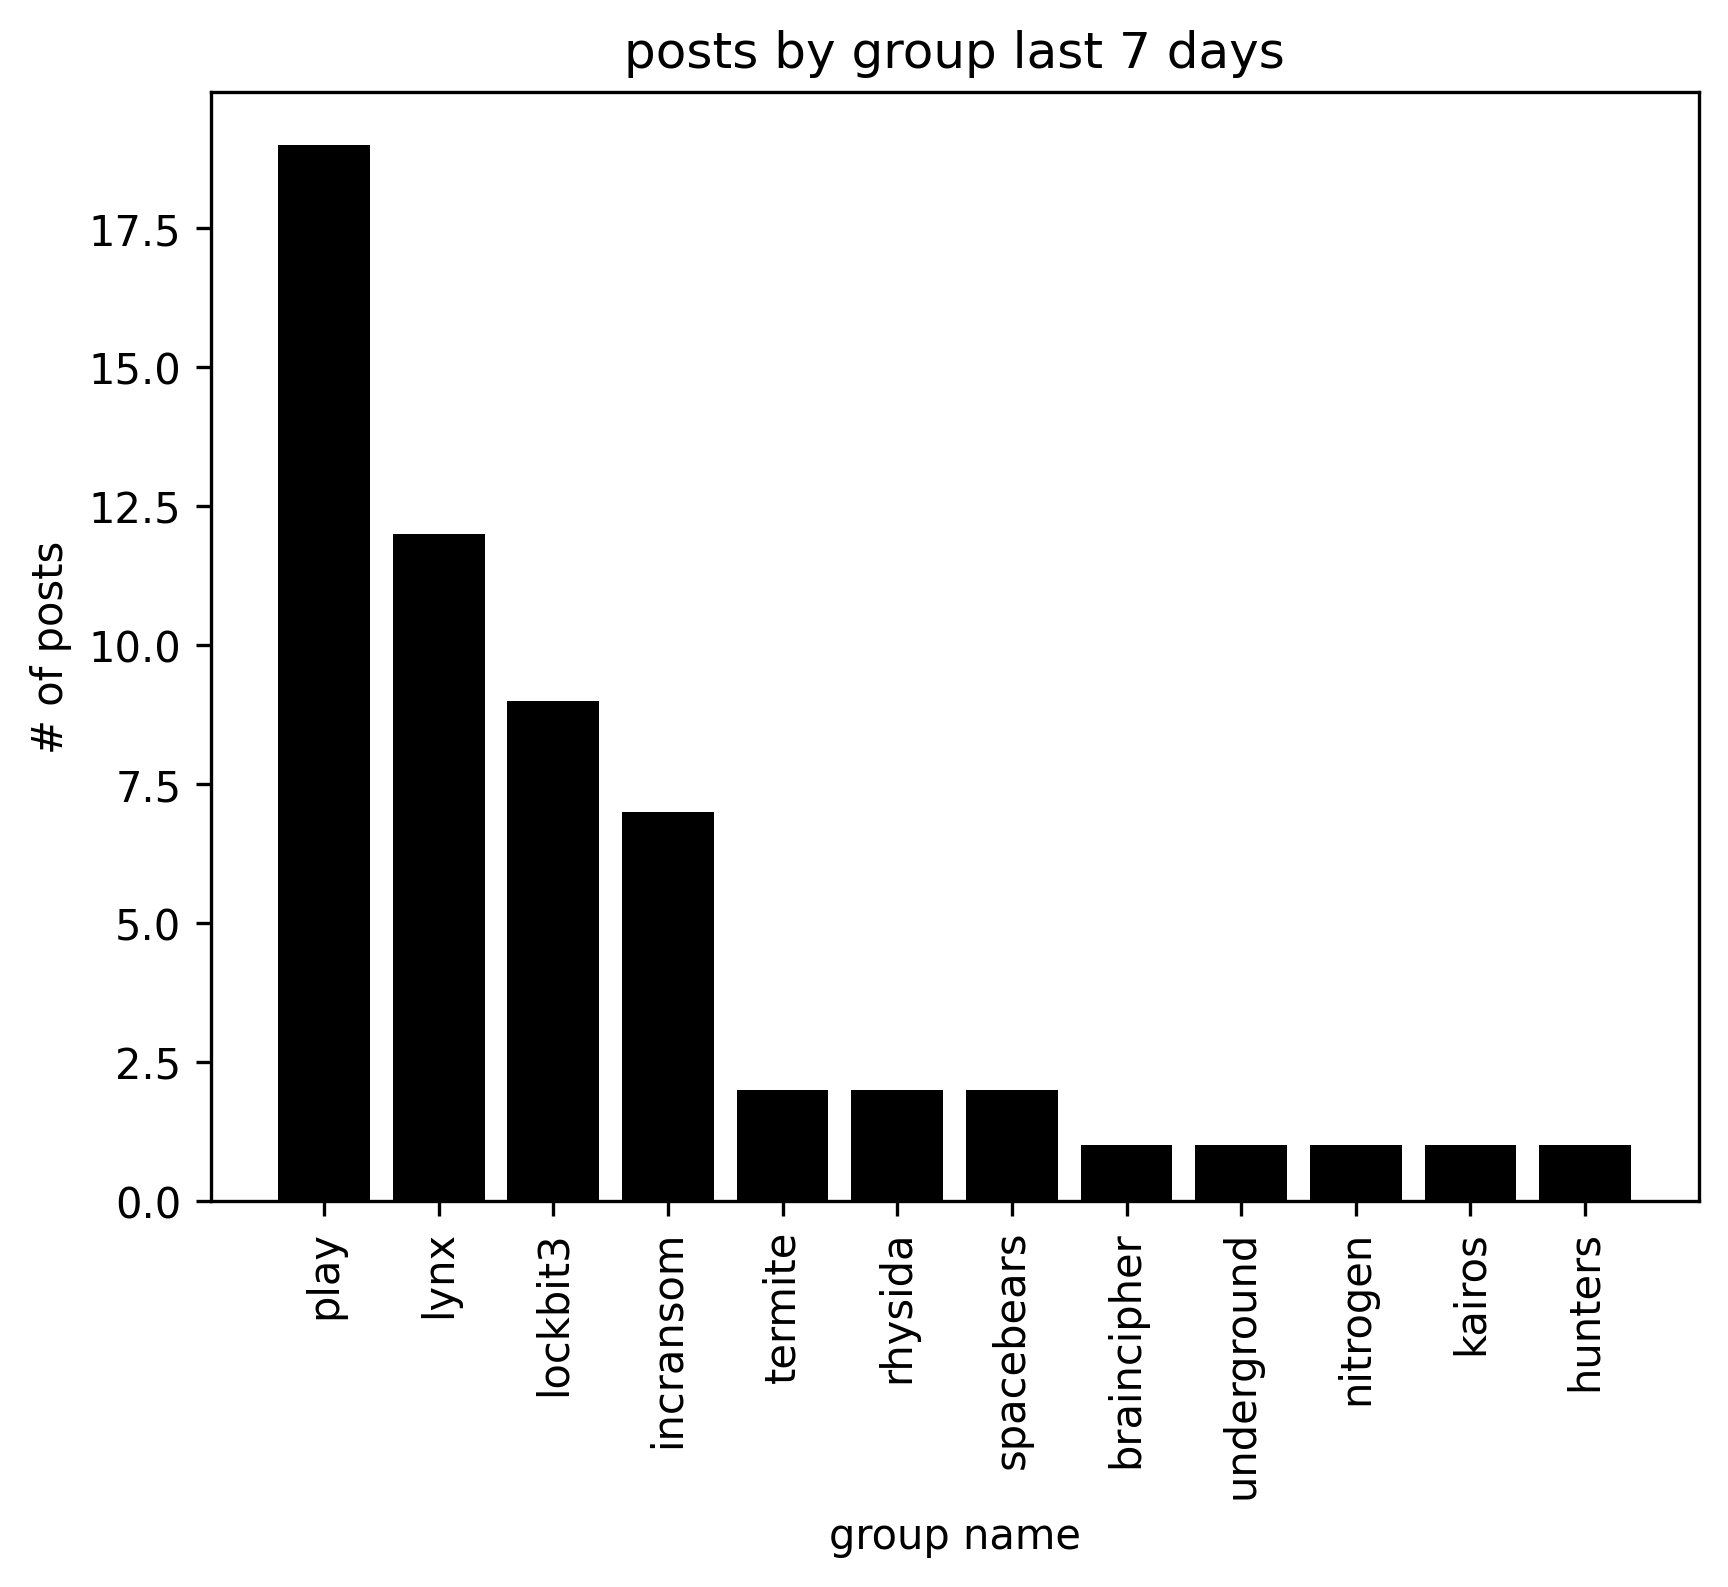 posts by group last 7 days
# of posts
17.5
15.0
12.5
10.0
7.5
5.0
2.5
0.0
play
lynx
lockbit3
incransom
termite
rhysida
spacebears
braincipher
underground
nitrogen
kairos
hunters
group name